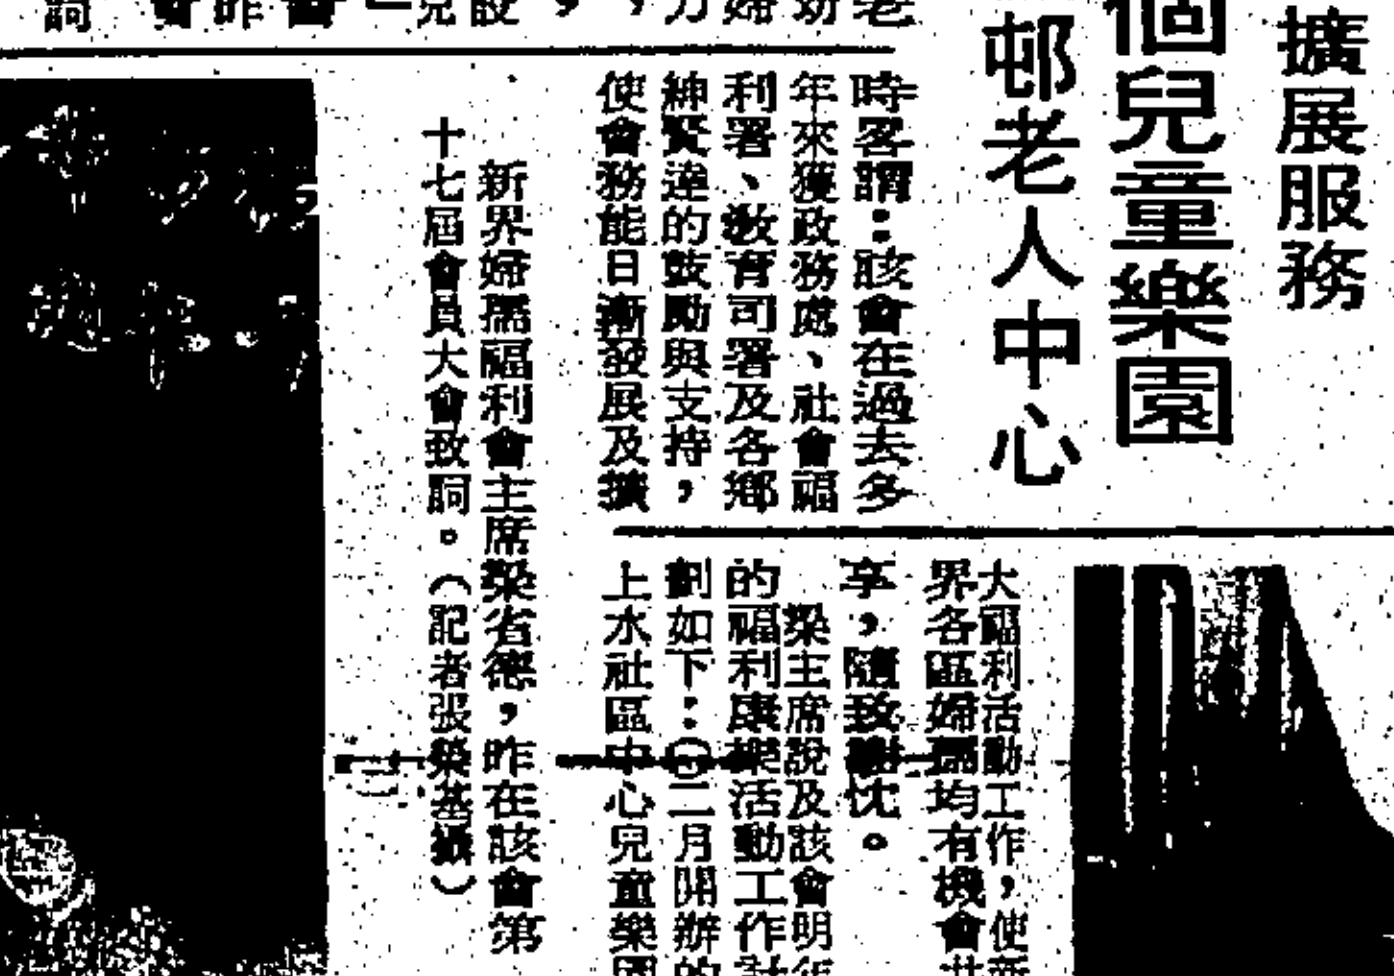 擴展服務
個兒童樂園
邨老人中心
時客謂：該會在過去多
年來獲政務處、社會福
利署、教育司署及各鄉
紳賢達的鼓勵與支持，
使會務能日漸發展及擴
大福利活動工作，使新
界各區婦孺均有機會共
享，隨致謝忱。
梁主席說及該會明年
的福利康樂活動工作計
劃如下：㈠二月開辦的
上水社區中心兒童樂園
新界婦孺福利會主席梁省德，昨在該會第
十七屆會員大會致詞。（記者張榮基攝）